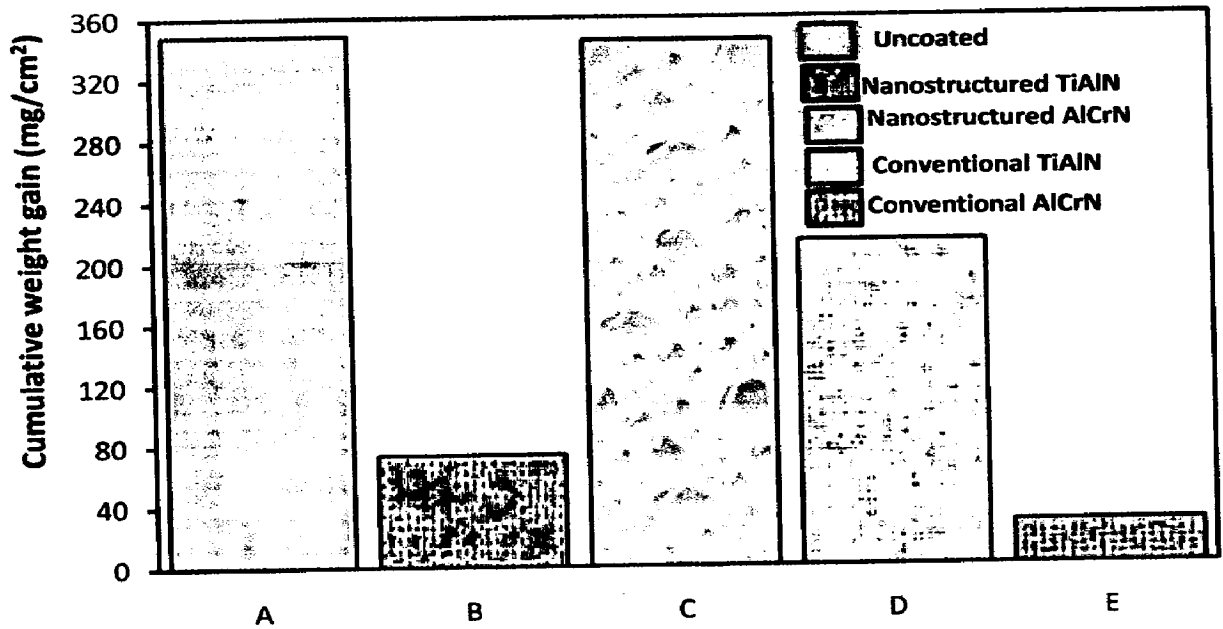 Cumulative weight gain (mg/cm²)
360
320
280
240
200
160
120
80
40
0
A
B
C
D
E
Uncoated
Nanostructured TiAlN
Nanostructured AlCrN
Conventional TiAlN
Conventional AlCrN